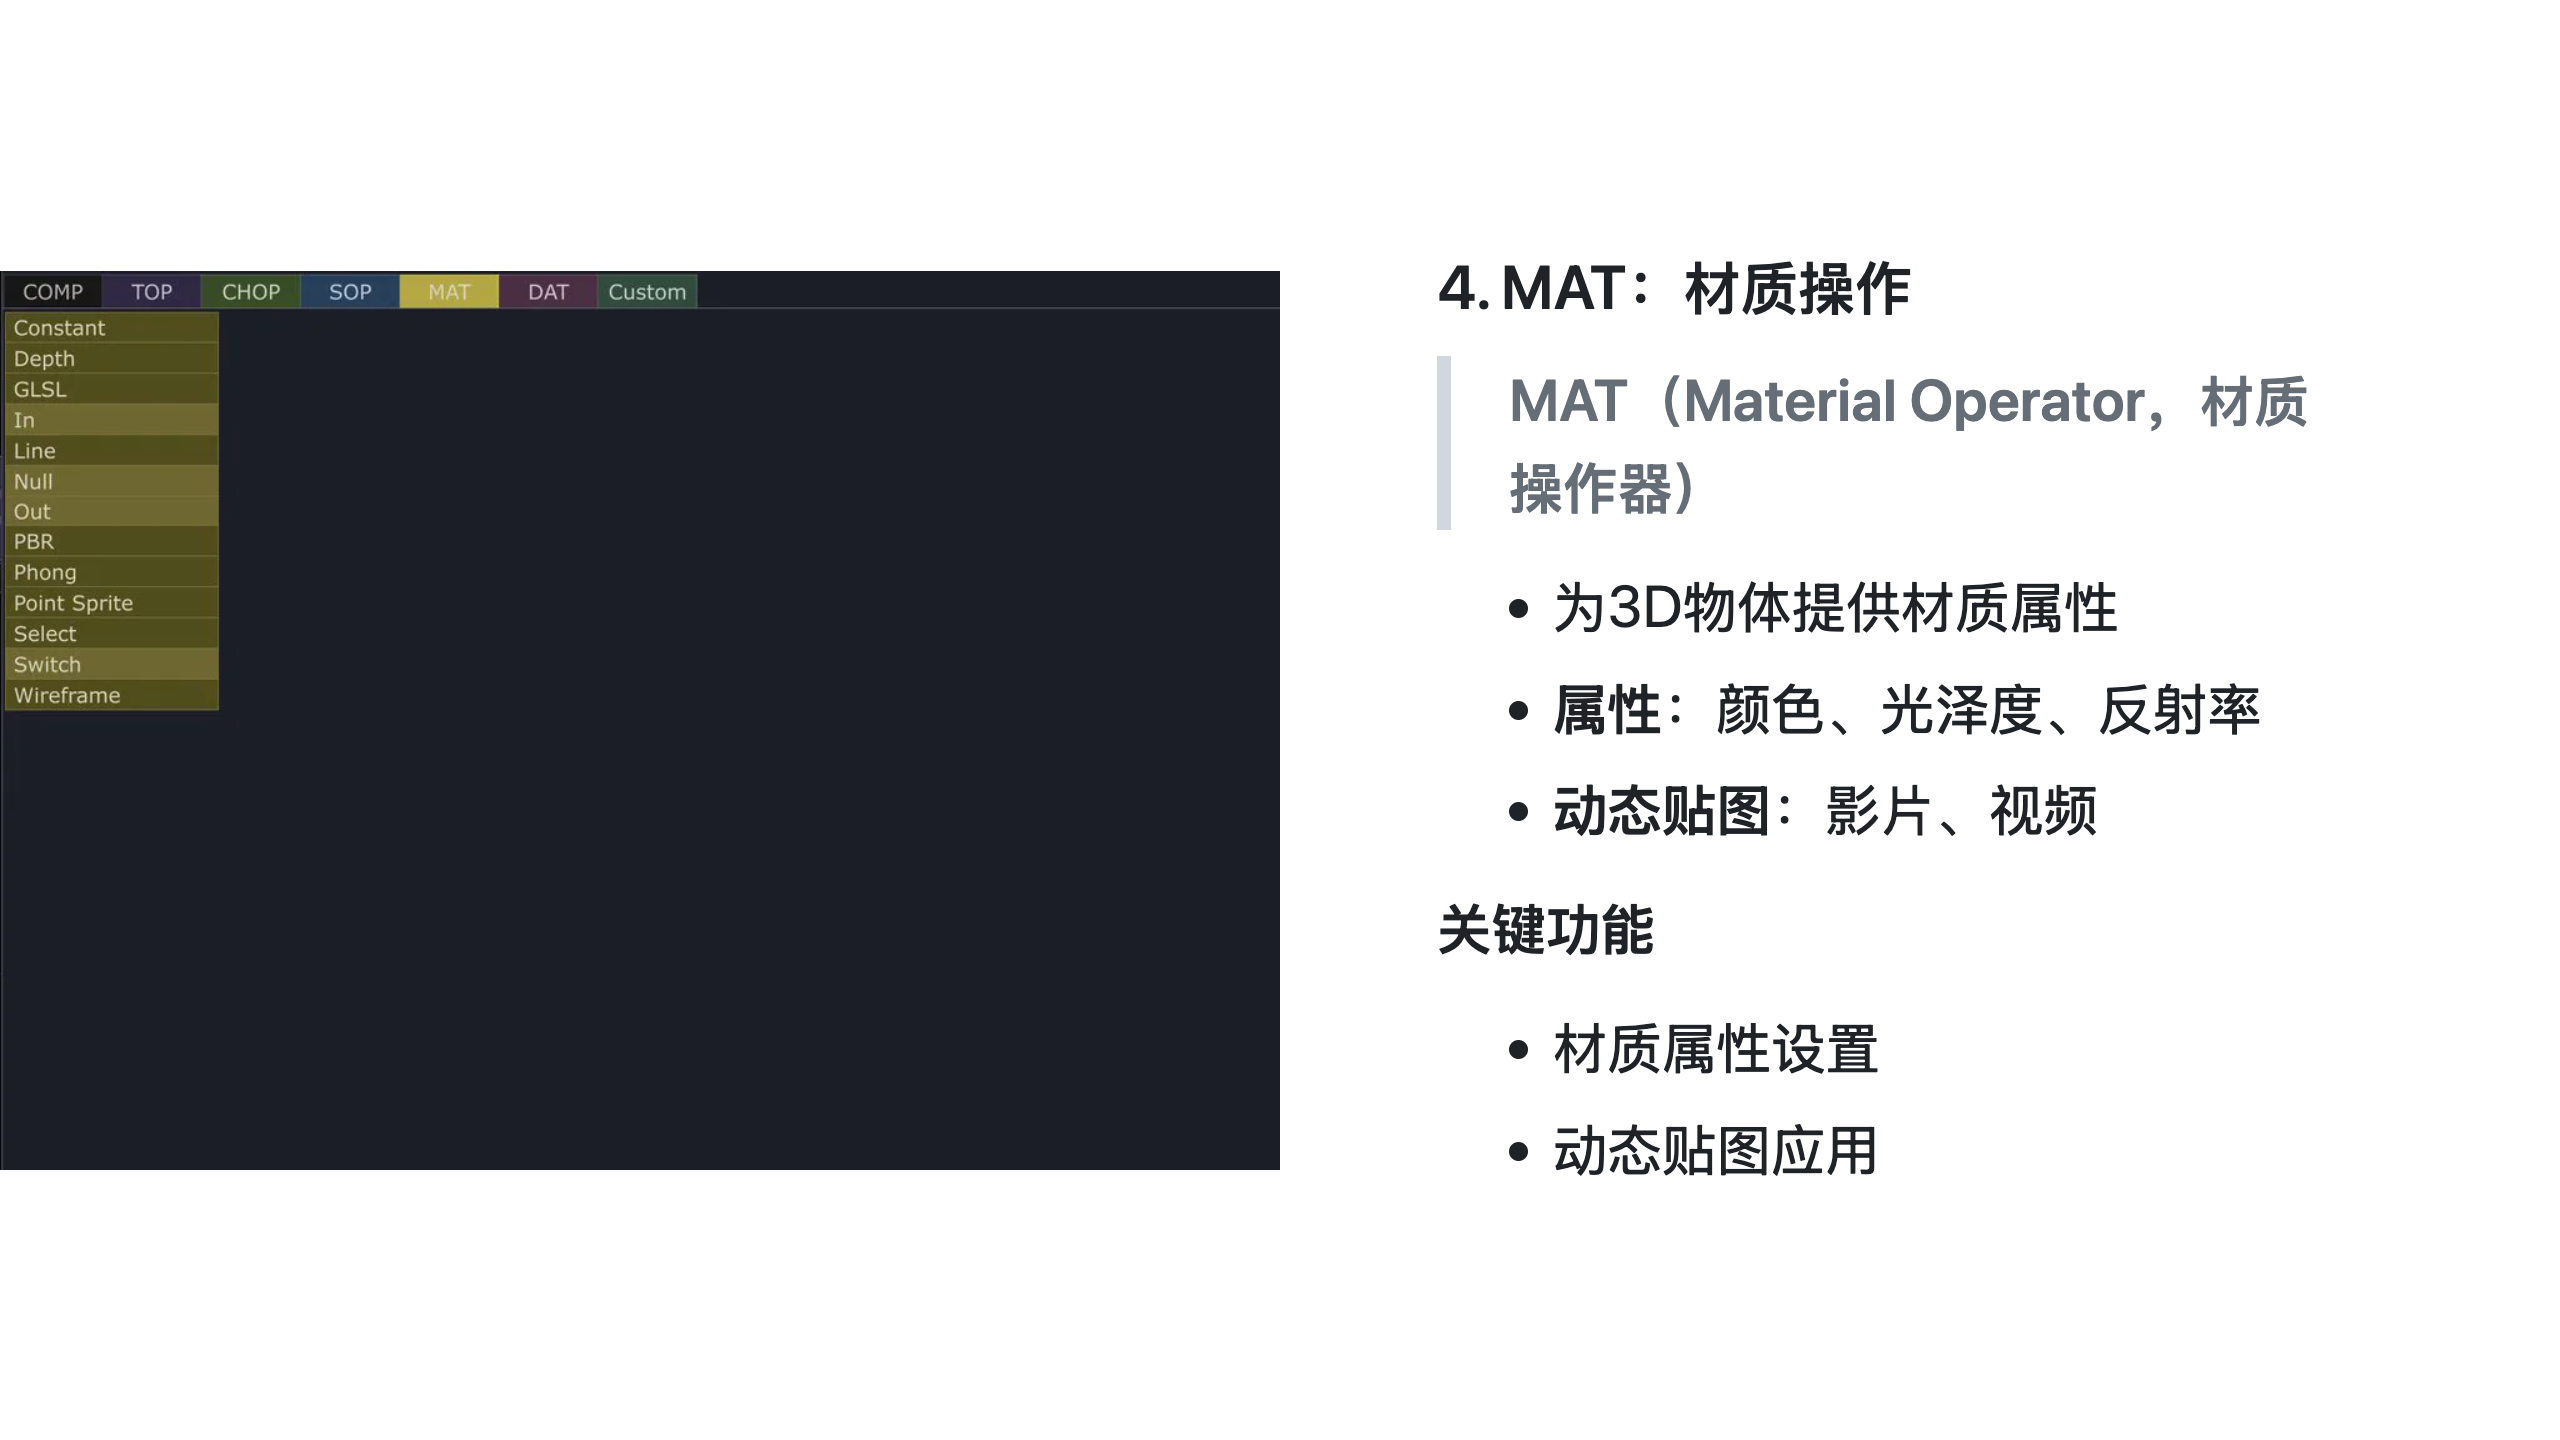 COMP TOP CHOP SOP MAT DAT Custom
Constant
Depth
GLSL
In
Line
Null
Out
PBR
Phong
Point Sprite
Select
Switch
Wireframe
4. MAT：材质操作
MAT（Material Operator，材质
操作器）
• 为3D物体提供材质属性
• 属性：颜色、光泽度、反射率
• 动态贴图：影片、视频
关键功能
• 材质属性设置
• 动态贴图应用